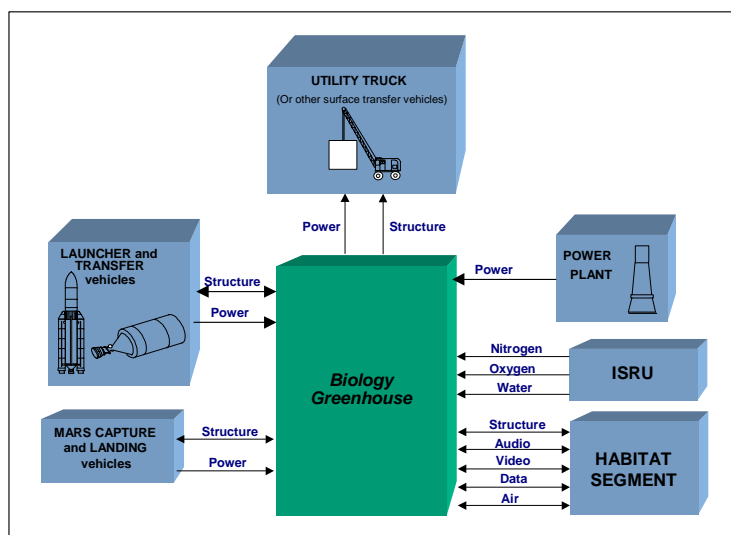 UTILITY TRUCK
(Or other surface transfer vehicles)
Power
Structure
LAUNCHER and
TRANSFER
vehicles
Structure
Power
POWER
PLANT
Power
Biology
Greenhouse
Nitrogen
Oxygen
Water
ISRU
MARS CAPTURE
and LANDING
vehicles
Structure
Power
Structure
Audio
Video
Data
Air
HABITAT
SEGMENT